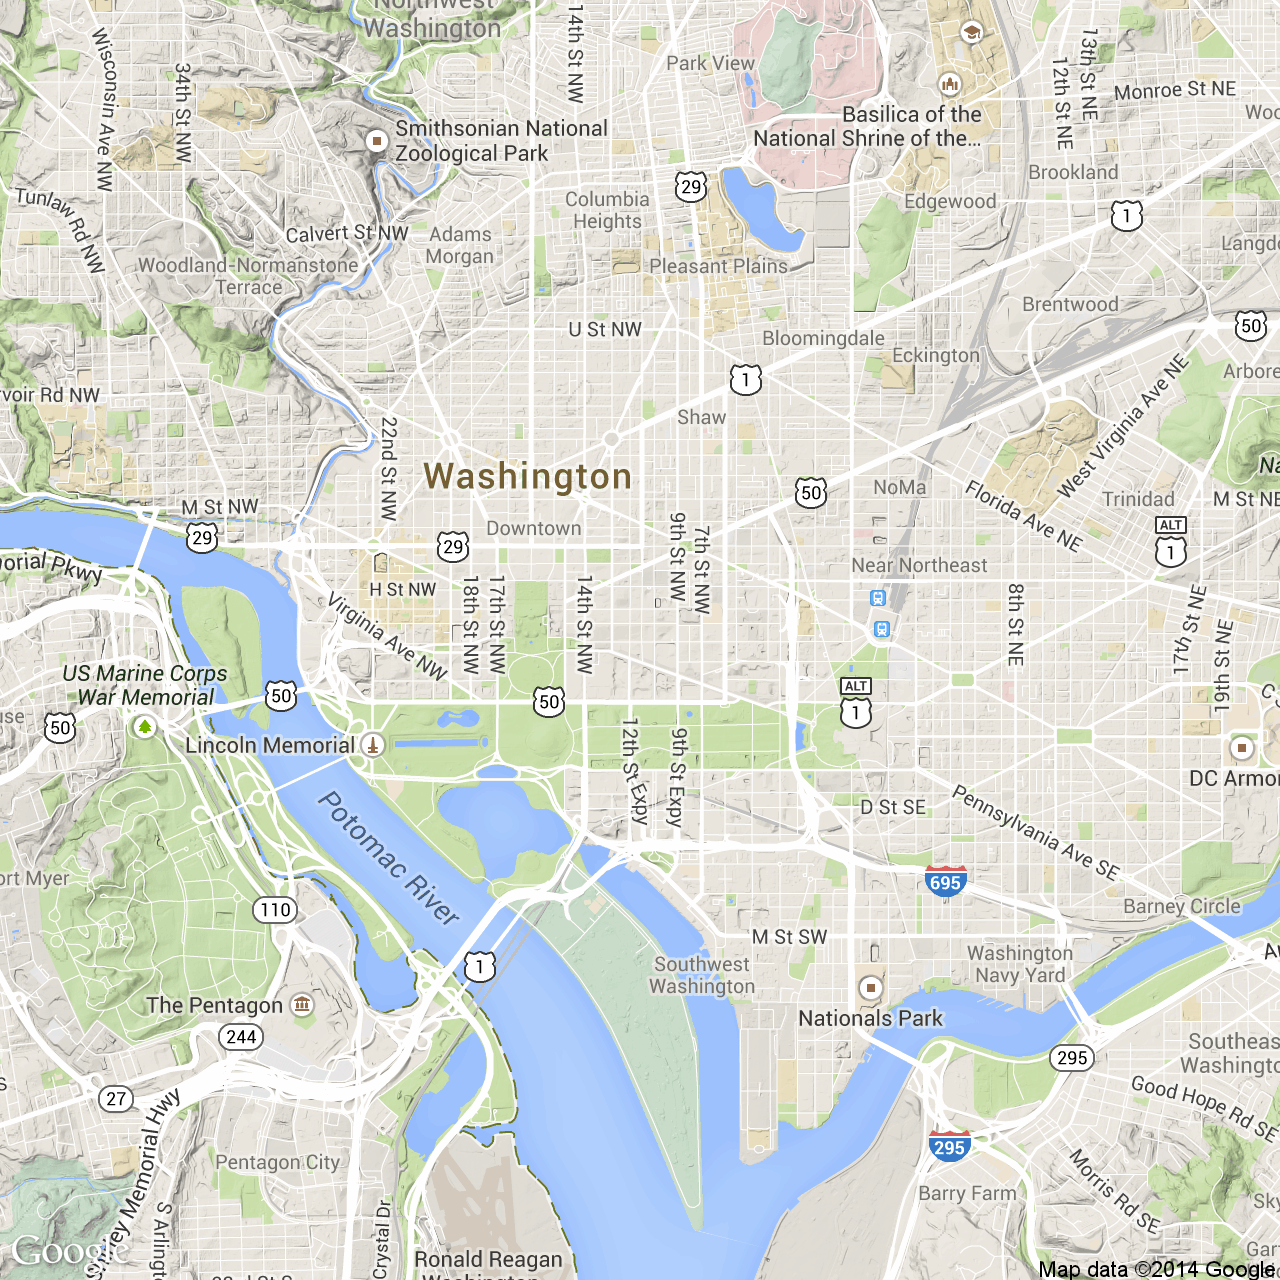 Northwest
Washington
14th St NW
Wisconsin Ave NW
34th St NW
Park View
13th St NE
12th St NE
Monroe St NE
Basilica of the
National Shrine of the...
Smithsonian National
Zoological Park
Brookland
Tunlaw Rd NW
29
Columbia
Heights
Edgewood
1
Calvert St NW
Adams
Morgan
Woodland-Normanstone
Terrace
Pleasant Plains
Brentwood
U St NW
Bloomingdale
50
Eckington
1
rvoir Rd NW
Shaw
West Virginia Ave NE
22nd St NW
Washington
50
NoMa
Florida Ave NE
Trinidad
M St NE
M St NW
Downtown
9th St NW
7th St NW
29
29
ALT
1
orial Pkwy
Near Northeast
H St NW
18th St NW
17th St NW
14th St NW
8th St NE
17th St NE
19th St NE
Virginia Ave NW
US Marine Corps
War Memorial
50
50
50
ALT
1
Lincoln Memorial
12th St Expy
9th St Expy
DC Armor
Potomac River
D St SE
Pennsylvania Ave SE
ort Myer
695
110
Barney Circle
M St SW
Washington
Navy Yard
1
Southwest
Washington
The Pentagon
Nationals Park
244
295
Southeas
Washingto
27
Good Hope Rd SE
295
Pentagon City
Morris Rd SE
Barry Farm
S Arlingt
Crystal Dr
Google
Ronald Reagan
Washington
Map data ©2014 Google